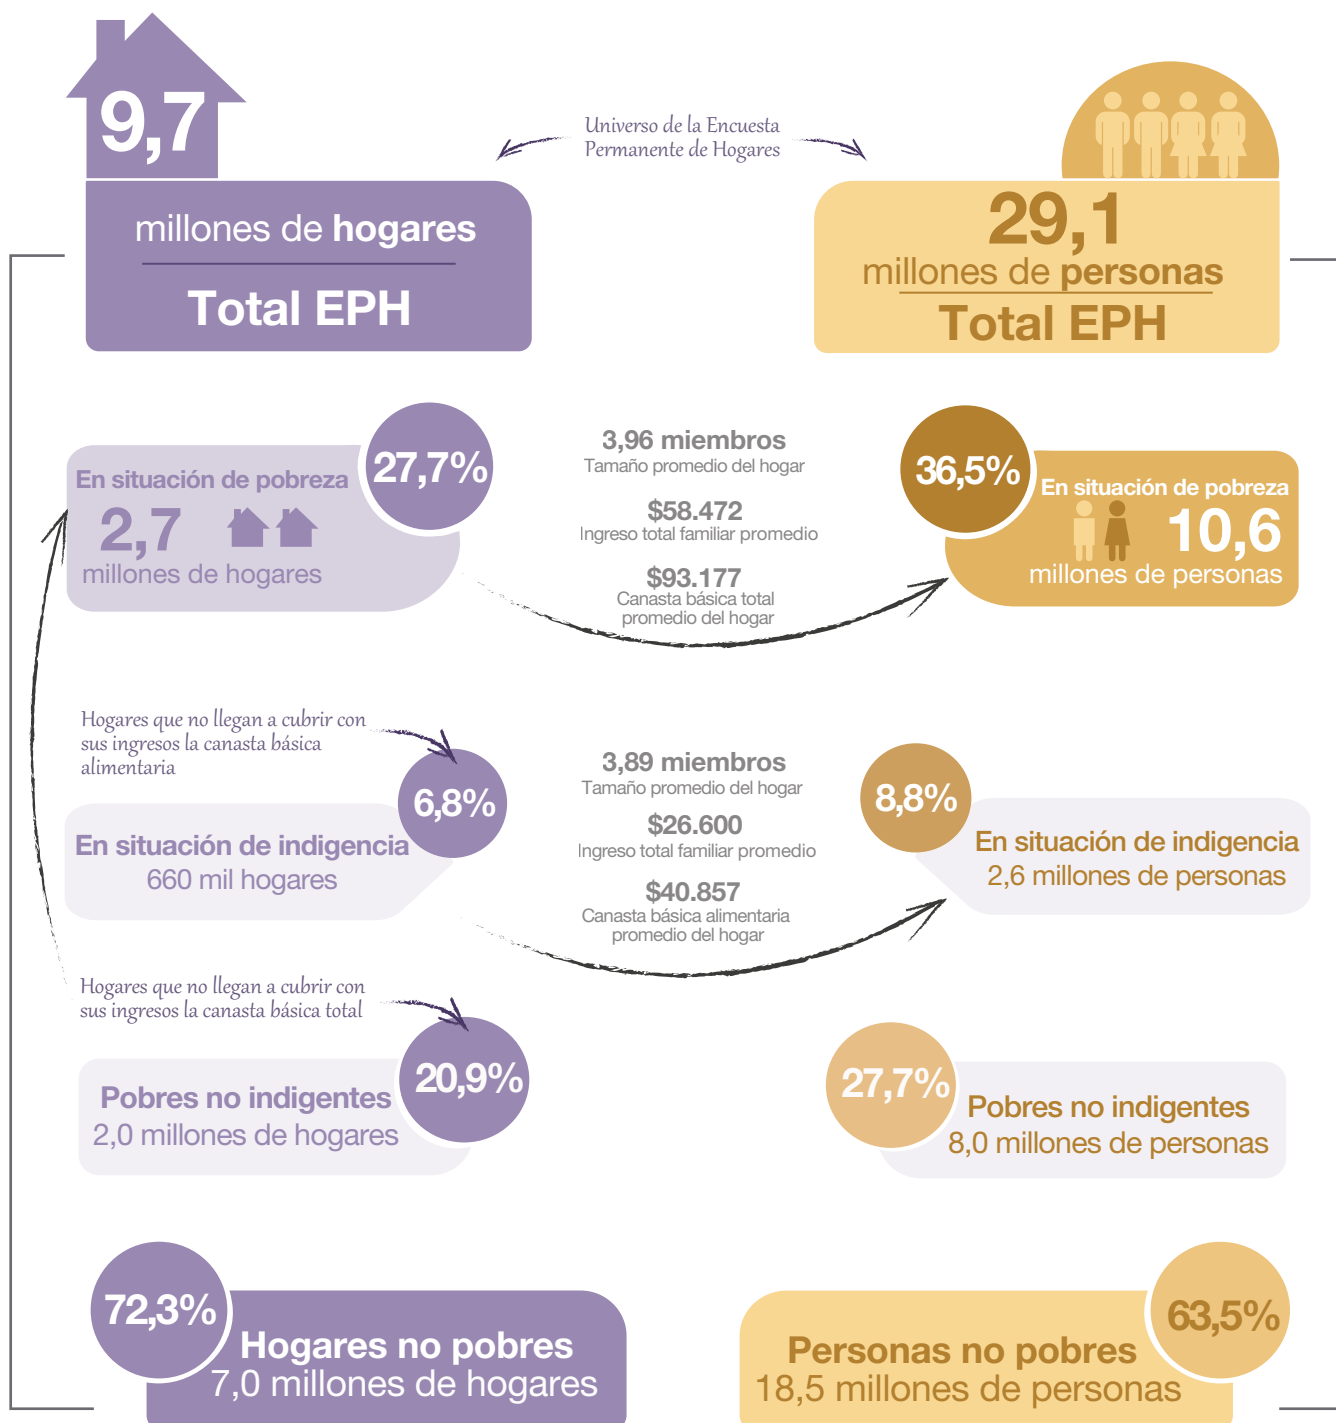 9,7
millones de hogares
Total EPH
Universo de la Encuesta
Permanente de Hogares
29,1
millones de personas
Total EPH
27,7%
En situación de pobreza
2,7
millones de hogares
3,96 miembros
Tamaño promedio del hogar
$58.472
Ingreso total familiar promedio
$93.177
Canasta básica total
promedio del hogar
36,5%
En situación de pobreza
10,6
millones de personas
Hogares que no llegan a cubrir con
sus ingresos la canasta básica
alimentaria
6,8%
En situación de indigencia
660 mil hogares
3,89 miembros
Tamaño promedio del hogar
$26.600
Ingreso total familiar promedio
$40.857
Canasta básica alimentaria
promedio del hogar
8,8%
En situación de indigencia
2,6 millones de personas
Hogares que no llegan a cubrir con
sus ingresos la canasta básica total
20,9%
Pobres no indigentes
2,0 millones de hogares
27,7%
Pobres no indigentes
8,0 millones de personas
72,3%
Hogares no pobres
7,0 millones de hogares
63,5%
Personas no pobres
18,5 millones de personas